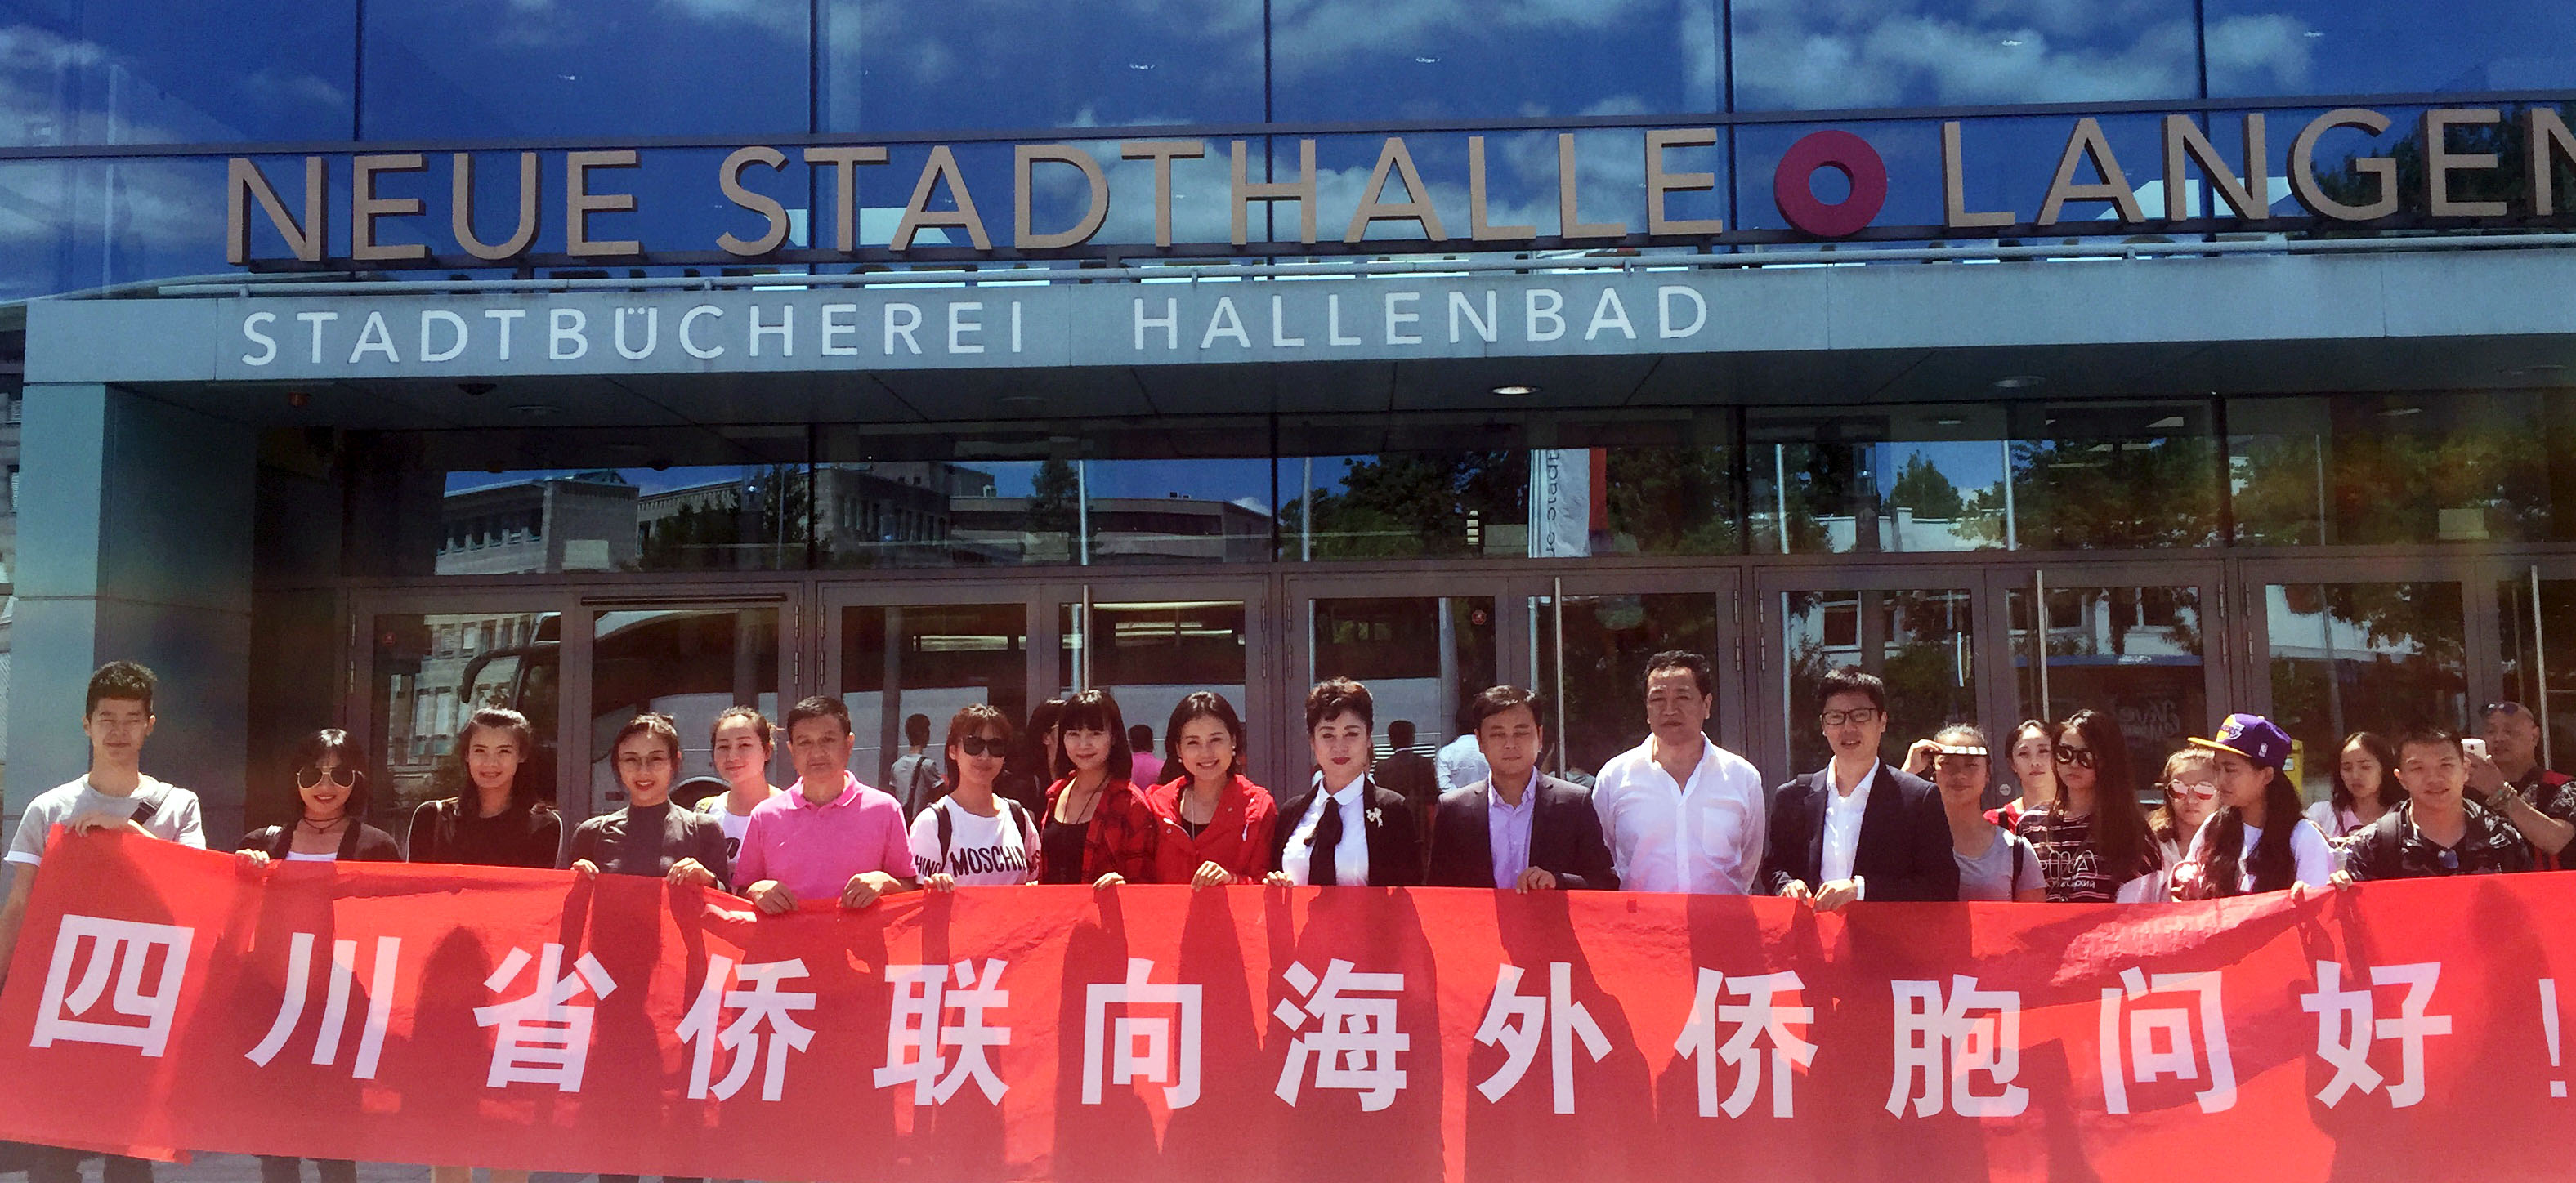 NEUE STADTHALLE LANGEN
STADTBÜCHEREI HALLENBAD
MOSCHINO
四川省侨联向海外侨胞问好！